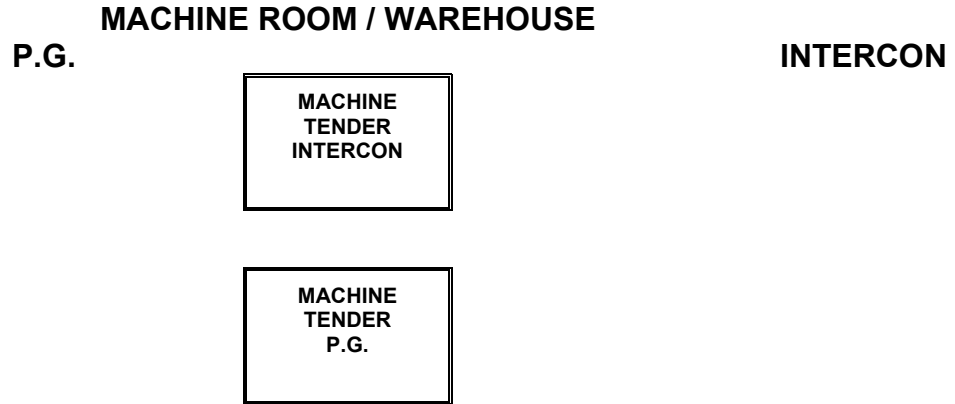 MACHINE ROOM / WAREHOUSE
P.G. INTERCON
MACHINE
TENDER
INTERCON
MACHINE
TENDER
P.G.